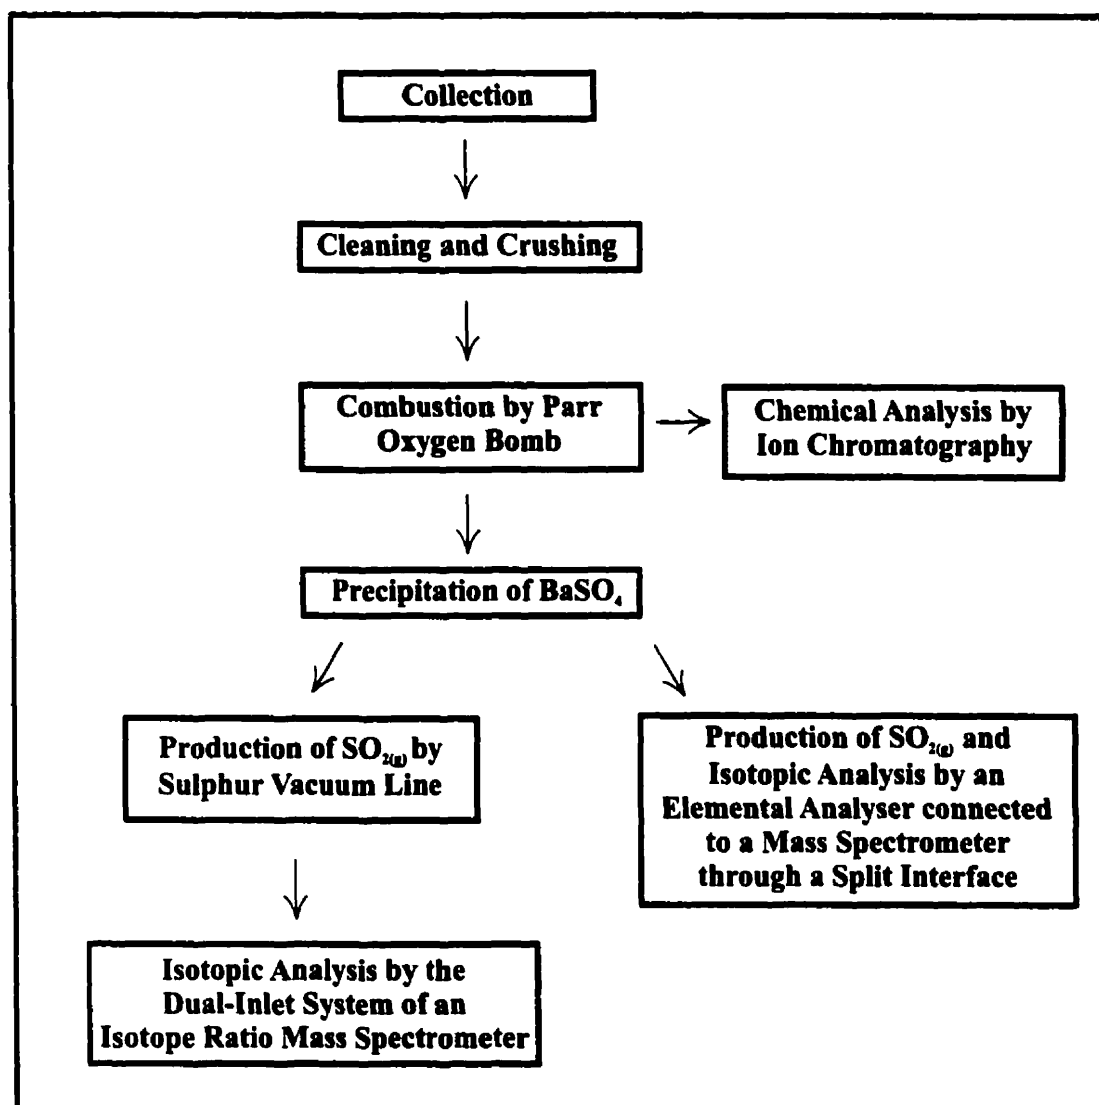 Collection
Cleaning and Crushing
Combustion by Parr
Oxygen Bomb
Chemical Analysis by
Ion Chromatography
Precipitation of BaSO₄
Production of SO₂₍g₎ by
Sulphur Vacuum Line
Production of SO₂₍g₎ and
Isotopic Analysis by an
Elemental Analyser connected
to a Mass Spectrometer
through a Split Interface
Isotopic Analysis by the
Dual-Inlet System of an
Isotope Ratio Mass Spectrometer